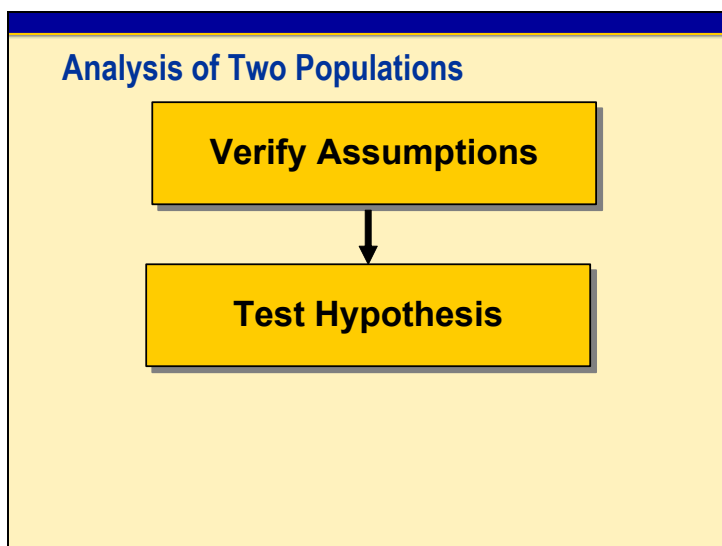 Analysis of Two Populations
Verify Assumptions
Test Hypothesis